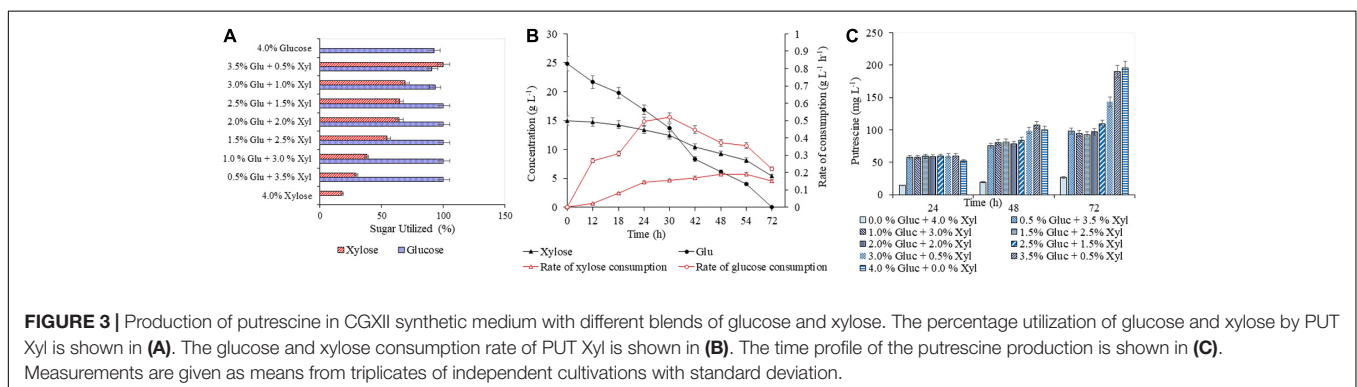 A
4.0% Glucose
3.5% Glu + 0.5% Xyl
3.0% Glu + 1.0% Xyl
2.5% Glu + 1.5% Xyl
2.0% Glu + 2.0% Xyl
1.5% Glu + 2.5% Xyl
1.0 % Glu + 3.0 % Xyl
0.5% Glu + 3.5% Xyl
4.0% Xylose
0 50 100 150
Sugar Utilized (%)
Xylose Glucose
B
30
25
20
15
10
5
0
Concentration (g L-1)
1
0.9
0.8
0.7
0.6
0.5
0.4
0.3
0.2
0.1
0
Rate of consumption (g L-1 h-1)
0 12 18 24 30 42 48 54 72
Time (h)
Xylose Glu
Rate of xylose consumption Rate of glucose consumption
C
250
200
150
100
50
0
Putrescine (mg L-1)
24 48 72
Time (h)
0.0 % Gluc + 4.0% Xyl 0.5 % Gluc + 3.5 % Xyl
1.0% Gluc + 3.0% Xyl 1.5% Gluc + 2.5% Xyl
2.0% Gluc + 2.0% Xyl 2.5% Gluc + 1.5% Xyl
3.0% Gluc + 0.5% Xyl 3.5% Gluc + 0.5% Xyl
4.0% Gluc + 0.0 % Xyl
FIGURE 3 | Production of putrescine in CGXII synthetic medium with different blends of glucose and xylose. The percentage utilization of glucose and xylose by PUT
Xyl is shown in (A). The glucose and xylose consumption rate of PUT Xyl is shown in (B). The time profile of the putrescine production is shown in (C).
Measurements are given as means from triplicates of independent cultivations with standard deviation.